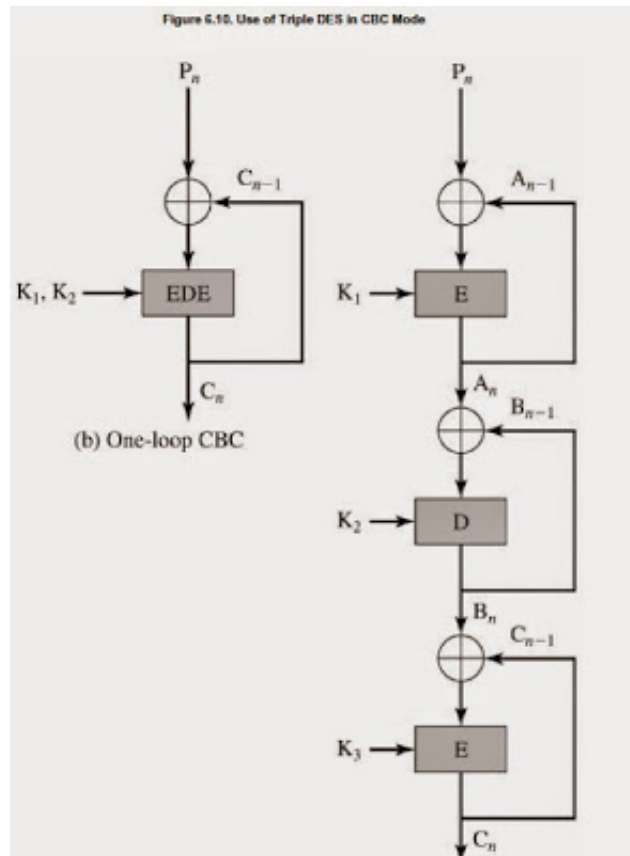 Figure 6.10. Use of Triple DES in CBC Mode
Pn
Cn-1
K1, K2
EDE
Cn
(b) One-loop CBC
Pn
An-1
K1
E
An
Bn-1
K2
D
Bn
Cn-1
K3
E
Cn